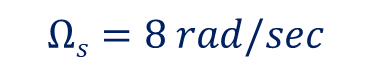 Ωₛ = 8 rad/sec